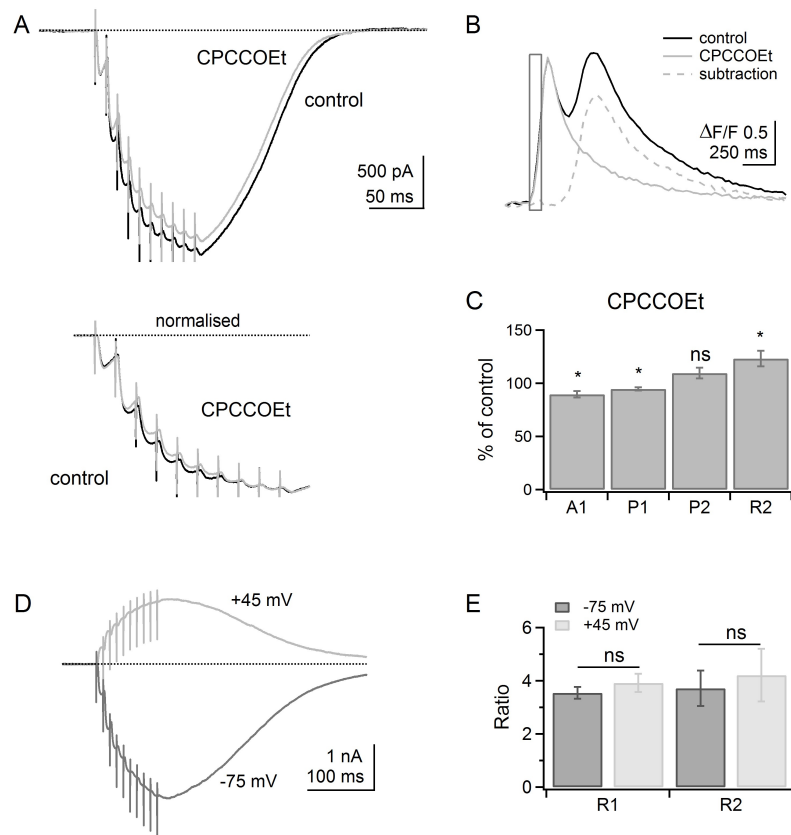 A
CPCCOEt
control
500 pA
50 ms
normalised
CPCCOEt
control
B
control
CPCCOEt
subtraction
ΔF/F 0.5
250 ms
C
CPCCOEt
% of control
150
100
50
0
*
*
ns
*
A1
P1
P2
R2
D
+45 mV
-75 mV
1 nA
100 ms
E
-75 mV
+45 mV
Ratio
6
4
2
0
ns
ns
R1
R2